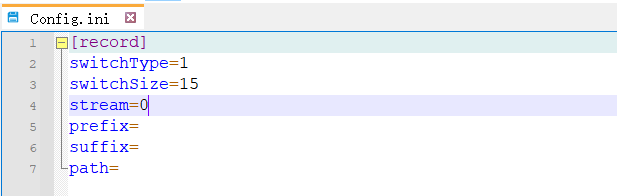 Config.ini
1 [record]
2 switchType=1
3 switchSize=15
4 stream=0
5 prefix=
6 suffix=
7 path=